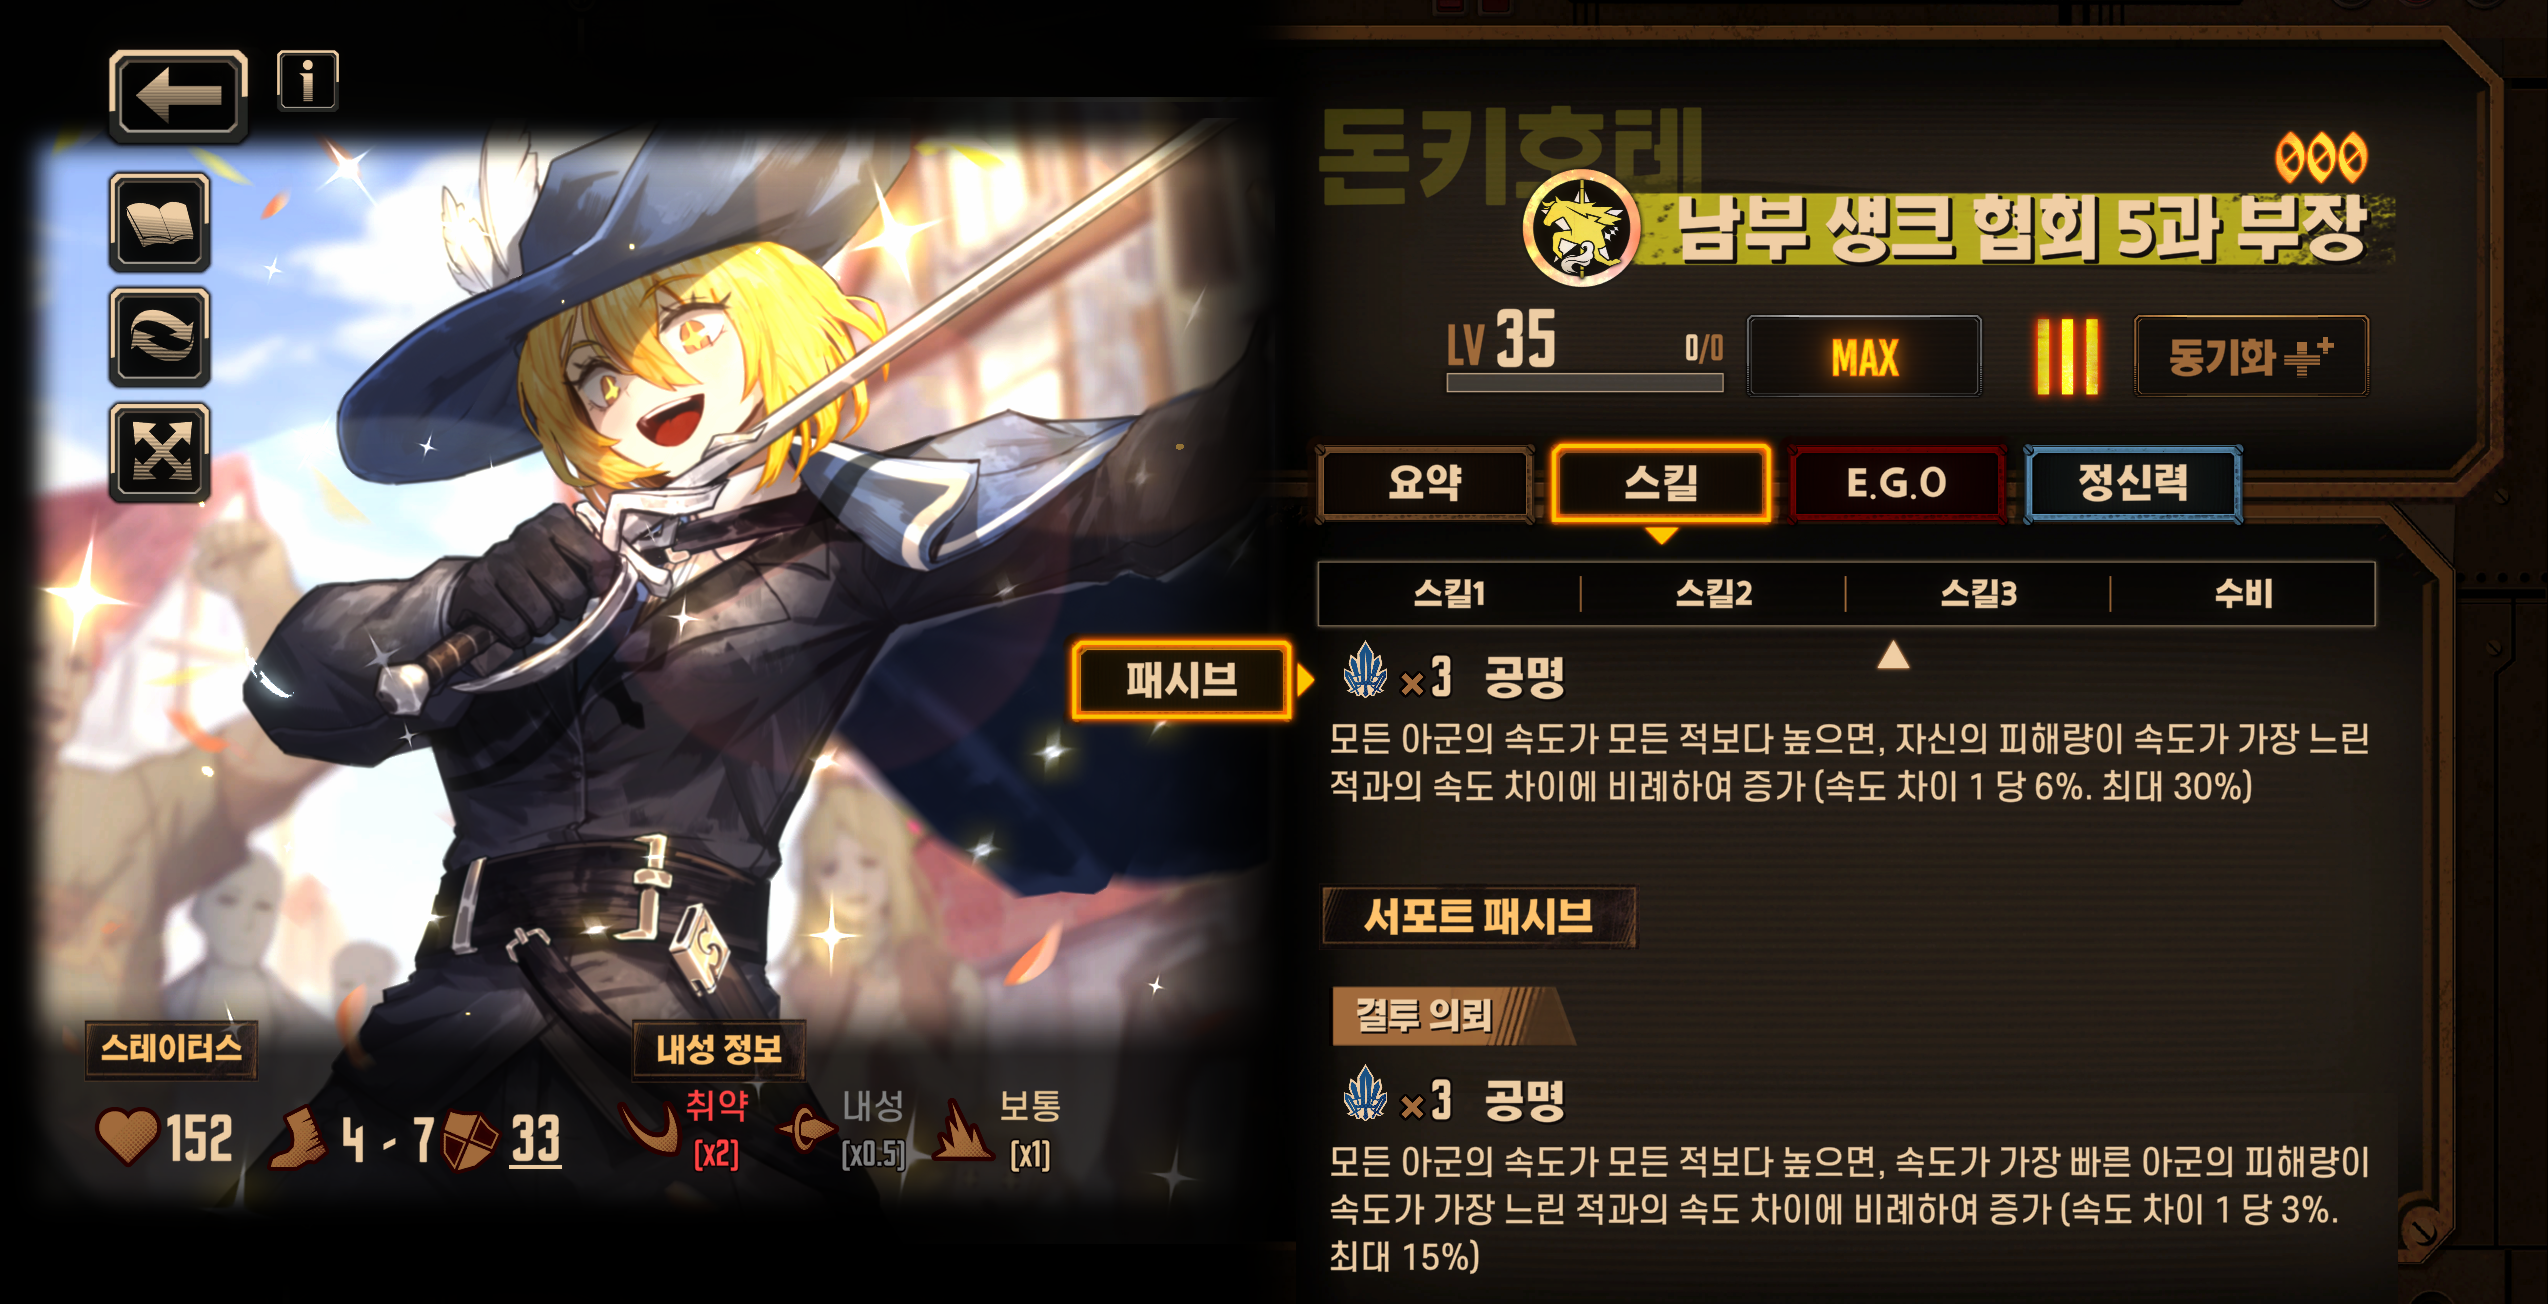 돈키호테
남부 섕크 협회 5과 부장
LV 35 0/0 MAX 동기화
요약 스킬 E.G.O 정신력
스킬1 스킬2 스킬3 수비
패시브
×3 공명
모든 아군의 속도가 모든 적보다 높으면, 자신의 피해량이 속도가 가장 느린
적과의 속도 차이에 비례하여 증가 (속도 차이 1 당 6%. 최대 30%)
서포트 패시브
결투 의뢰
×3 공명
모든 아군의 속도가 모든 적보다 높으면, 속도가 가장 빠른 아군의 피해량이
속도가 가장 느린 적과의 속도 차이에 비례하여 증가 (속도 차이 1 당 3%.
최대 15%)
스테이터스
152 4 - 7 33
내성 정보
취약 내성 보통
[x2] [x0.5] [x1]